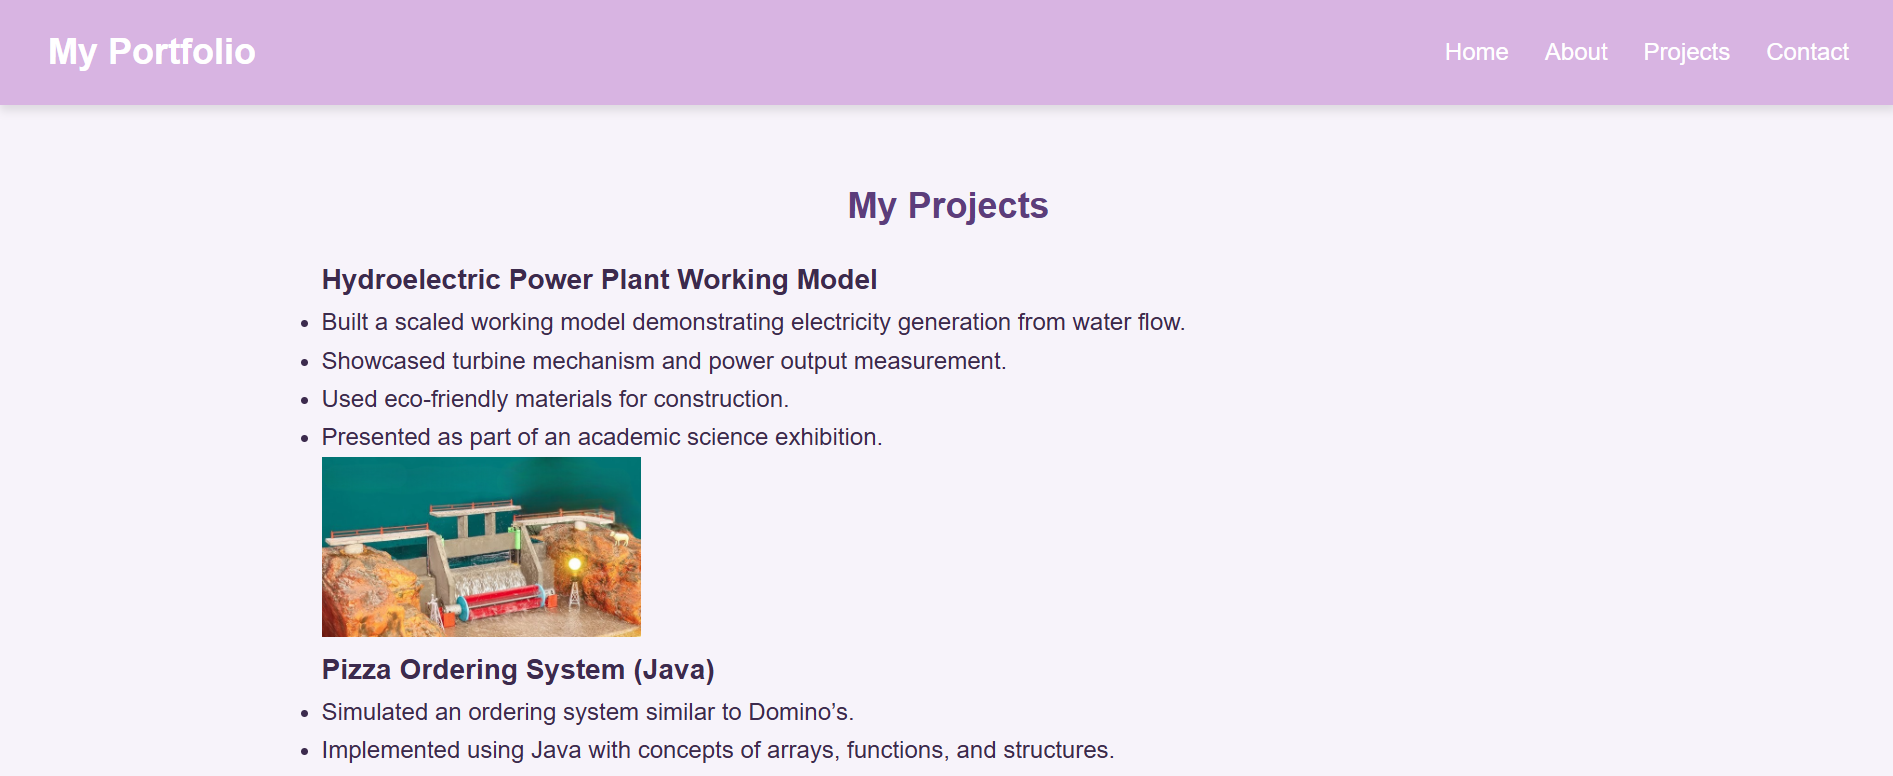 My Portfolio
Home About Projects Contact
My Projects
Hydroelectric Power Plant Working Model
• Built a scaled working model demonstrating electricity generation from water flow.
• Showcased turbine mechanism and power output measurement.
• Used eco-friendly materials for construction.
• Presented as part of an academic science exhibition.
Pizza Ordering System (Java)
• Simulated an ordering system similar to Domino’s.
• Implemented using Java with concepts of arrays, functions, and structures.